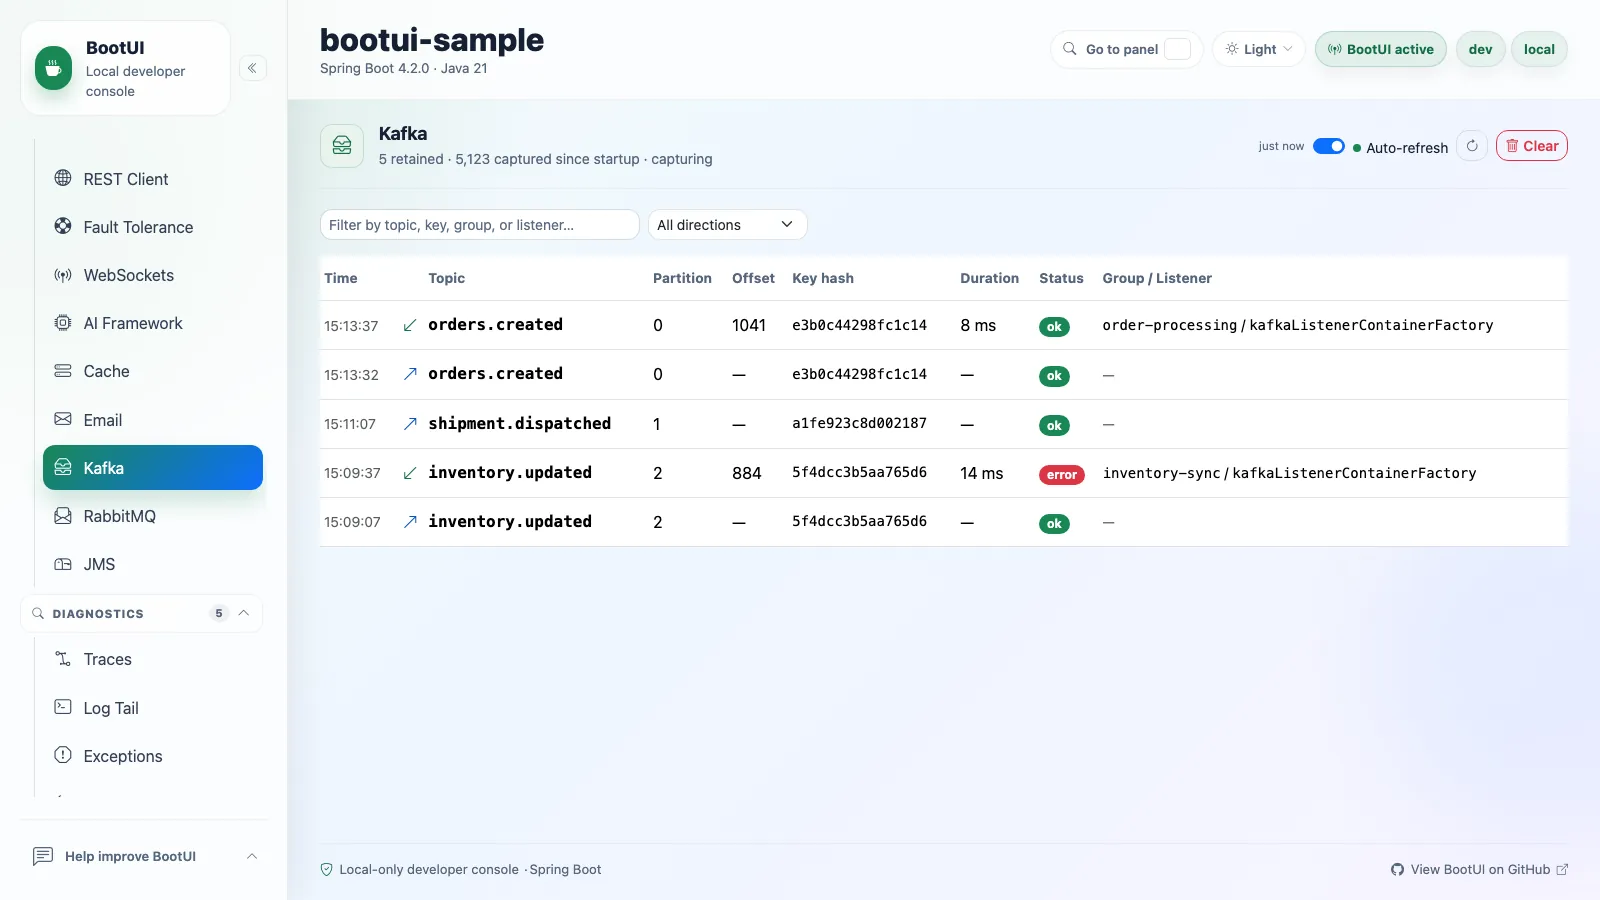 BootUI
Local developer
console
REST Client
Fault Tolerance
WebSockets
AI Framework
Cache
Email
Kafka
RabbitMQ
JMS
DIAGNOSTICS 5
Traces
Log Tail
Exceptions
Help improve BootUI
bootui-sample
Spring Boot 4.2.0 · Java 21
Go to panel
Light
BootUI active
dev
local
Kafka
5 retained · 5,123 captured since startup · capturing
just now
Auto-refresh
Clear
Filter by topic, key, group, or listener...
All directions
Time Topic Partition Offset Key hash Duration Status Group / Listener
15:13:37 orders.created 0 1041 e3b0c44298fc1c14 8 ms ok order-processing / kafkaListenerContainerFactory
15:13:32 orders.created 0 — e3b0c44298fc1c14 — ok —
15:11:07 shipment.dispatched 1 — a1fe923c8d002187 — ok —
15:09:37 inventory.updated 2 884 5f4dcc3b5aa765d6 14 ms error inventory-sync / kafkaListenerContainerFactory
15:09:07 inventory.updated 2 — 5f4dcc3b5aa765d6 — ok —
Local-only developer console · Spring Boot
View BootUI on GitHub